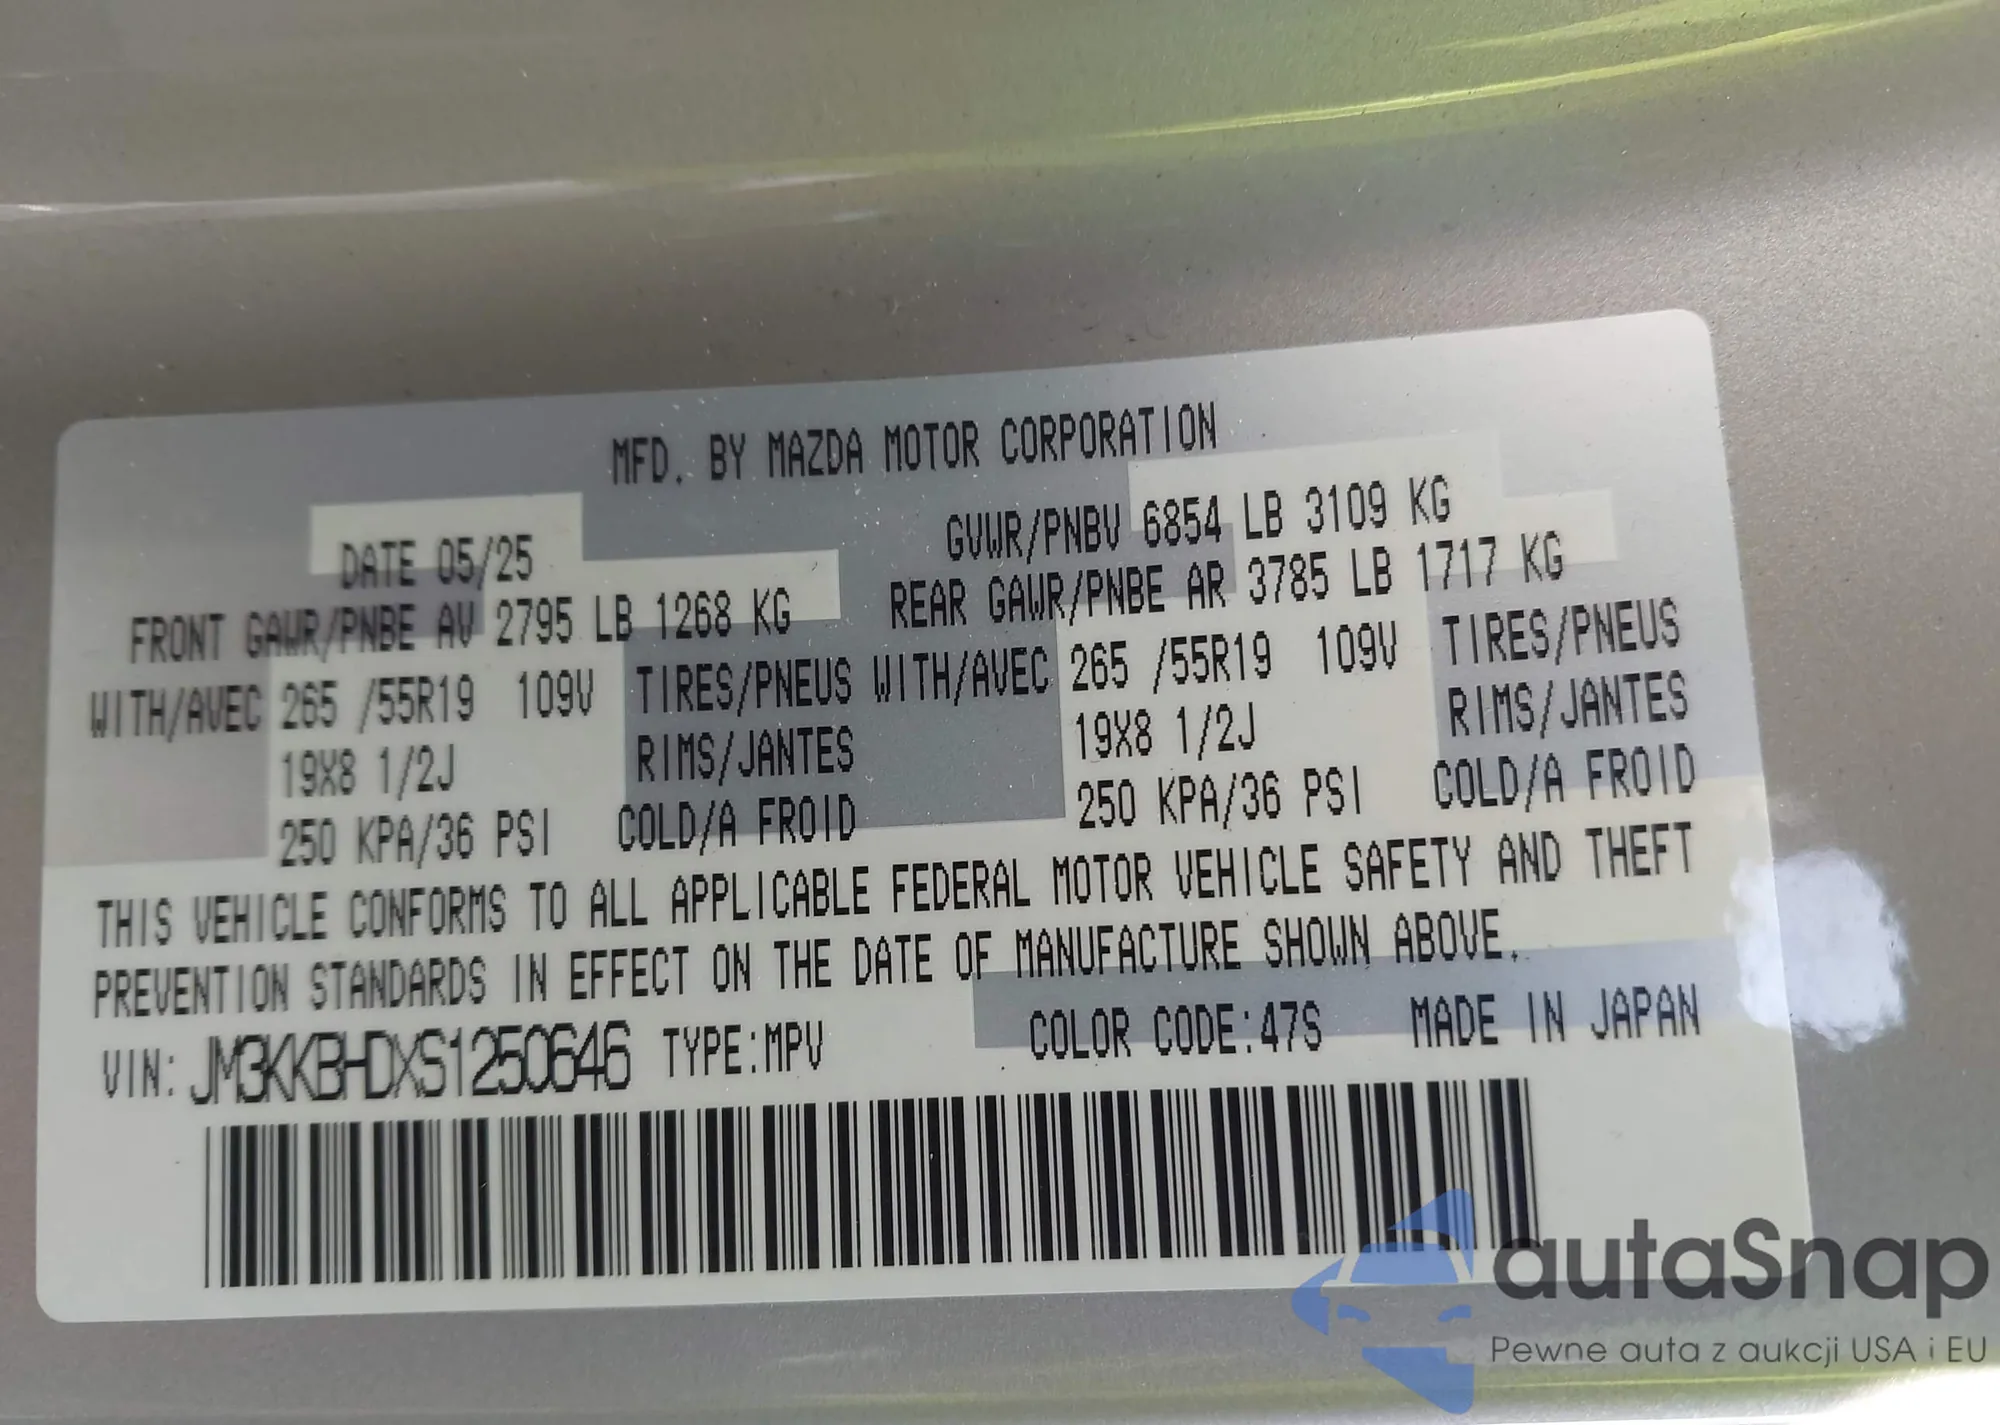 MFD. BY MAZDA MOTOR CORPORATION
DATE 05/25 GVWR/PNBV 6854 LB 3109 KG
FRONT GAWR/PNBE AV 2795 LB 1268 KG REAR GAWR/PNBE AR 3785 LB 1717 KG
WITH/AVEC 265 /55R19 109V TIRES/PNEUS WITH/AVEC 265 /55R19 109V TIRES/PNEUS
19X8 1/2J RIMS/JANTES 19X8 1/2J RIMS/JANTES
250 KPA/36 PSI COLD/A FROID 250 KPA/36 PSI COLD/A FROID
THIS VEHICLE CONFORMS TO ALL APPLICABLE FEDERAL MOTOR VEHICLE SAFETY AND THEFT
PREVENTION STANDARDS IN EFFECT ON THE DATE OF MANUFACTURE SHOWN ABOVE.
VIN: JM3KKBHDXS1250646 TYPE:MPV COLOR CODE:47S MADE IN JAPAN
autaSnap
Pewne auta z aukcji USA i EU